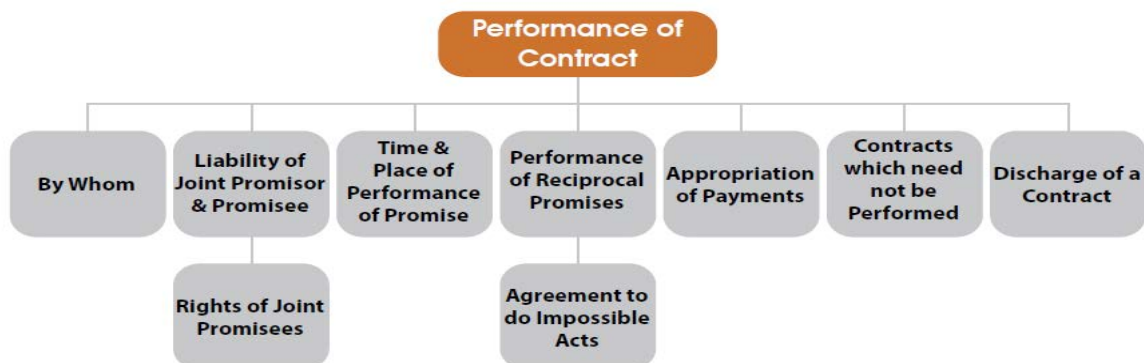 Performance of
Contract
By Whom
Liability of
Joint Promisor
& Promisee
Time &
Place of
Performance
of Promise
Performance
of Reciprocal
Promises
Appropriation
of Payments
Contracts
which need
not be
Performed
Discharge of a
Contract
Rights of Joint
Promisees
Agreement to
do Impossible
Acts